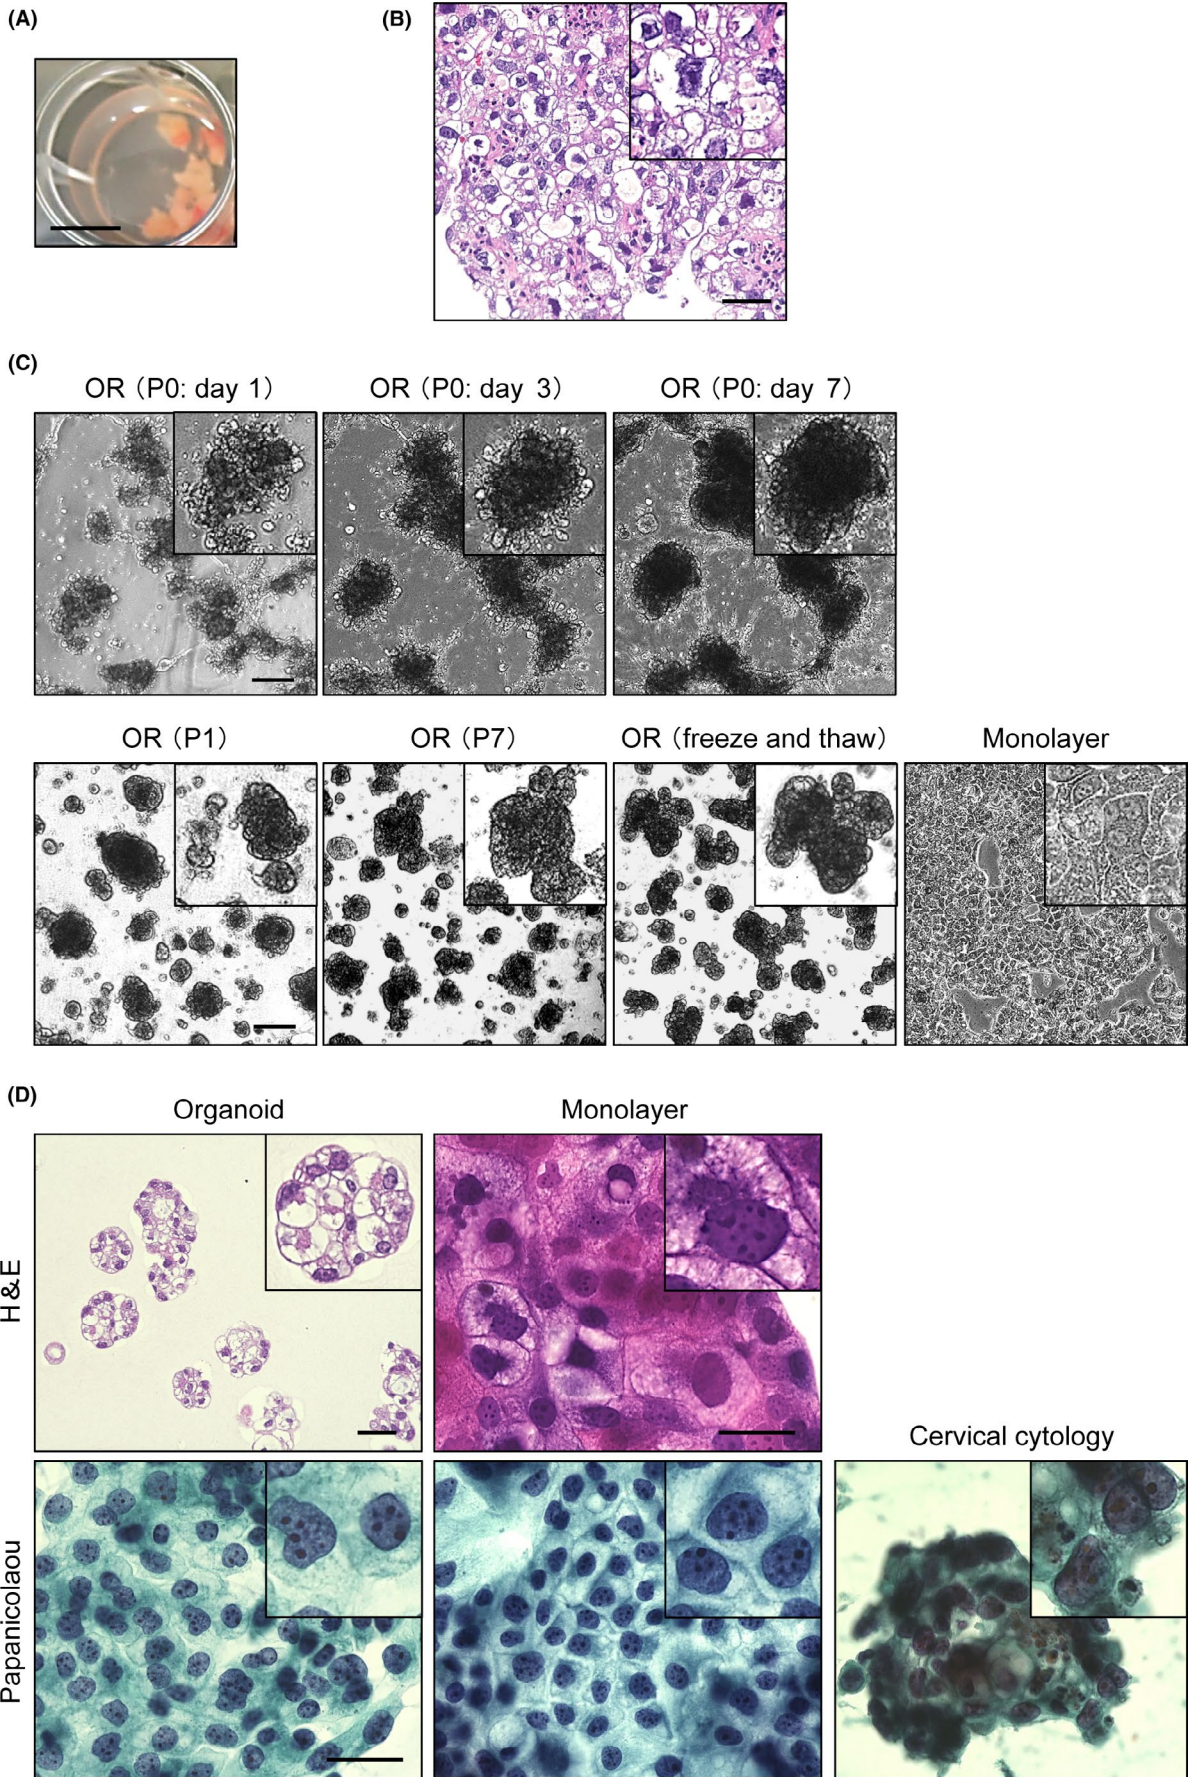 (A)
(B)
(C)
OR (P0: day 1)
OR (P0: day 3)
OR (P0: day 7)
OR (P1)
OR (P7)
OR (freeze and thaw)
Monolayer
(D)
Organoid
Monolayer
H&E
Cervical cytology
Papanicolaou